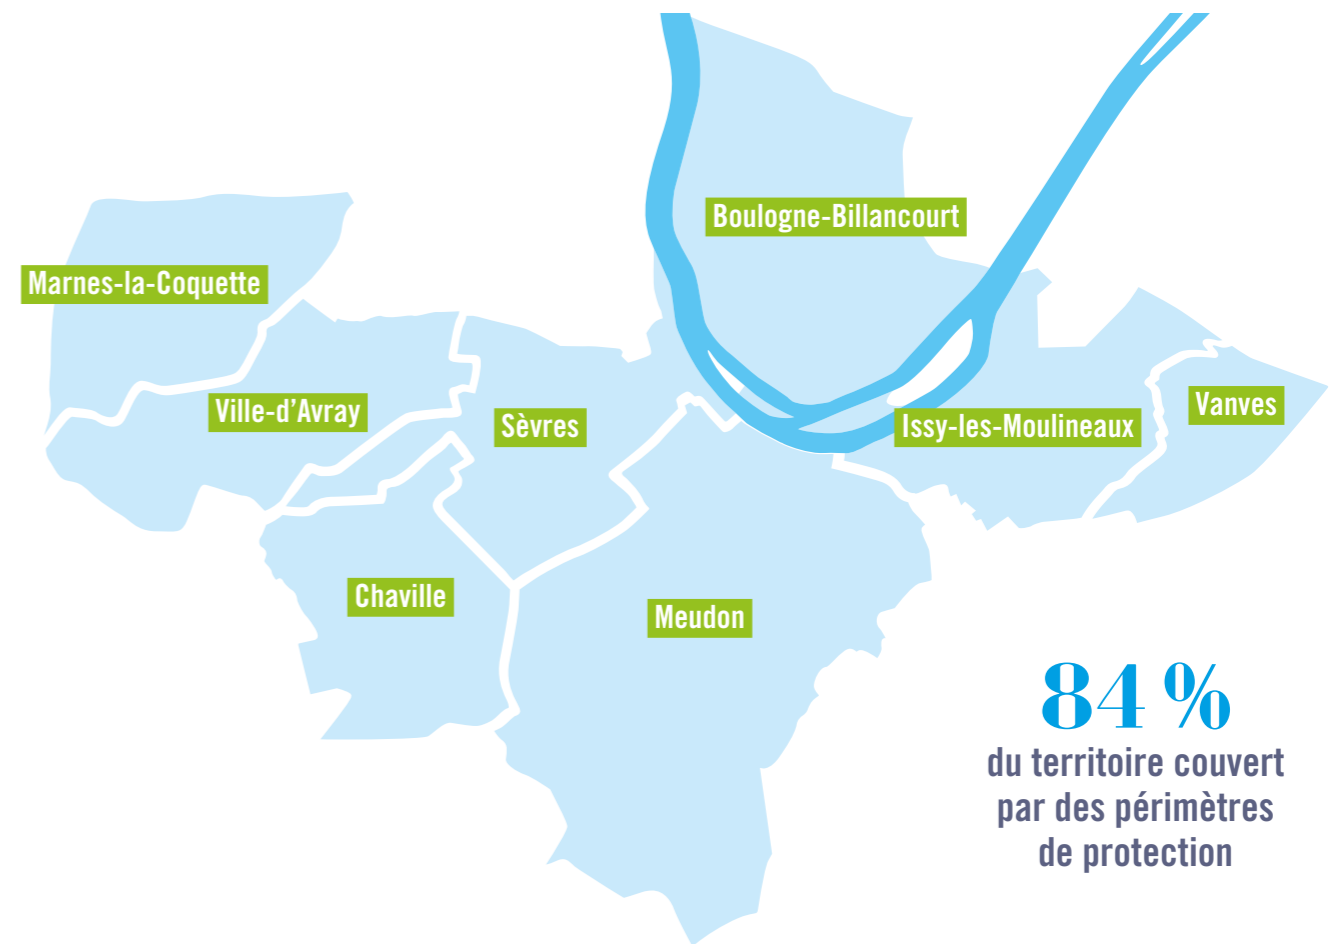 Boulogne-Billancourt
Marnes-la-Coquette
Ville-d’Avray
Sèvres
Issy-les-Moulineaux
Vanves
Chaville
Meudon
84 %
du territoire couvert
par des périmètres
de protection